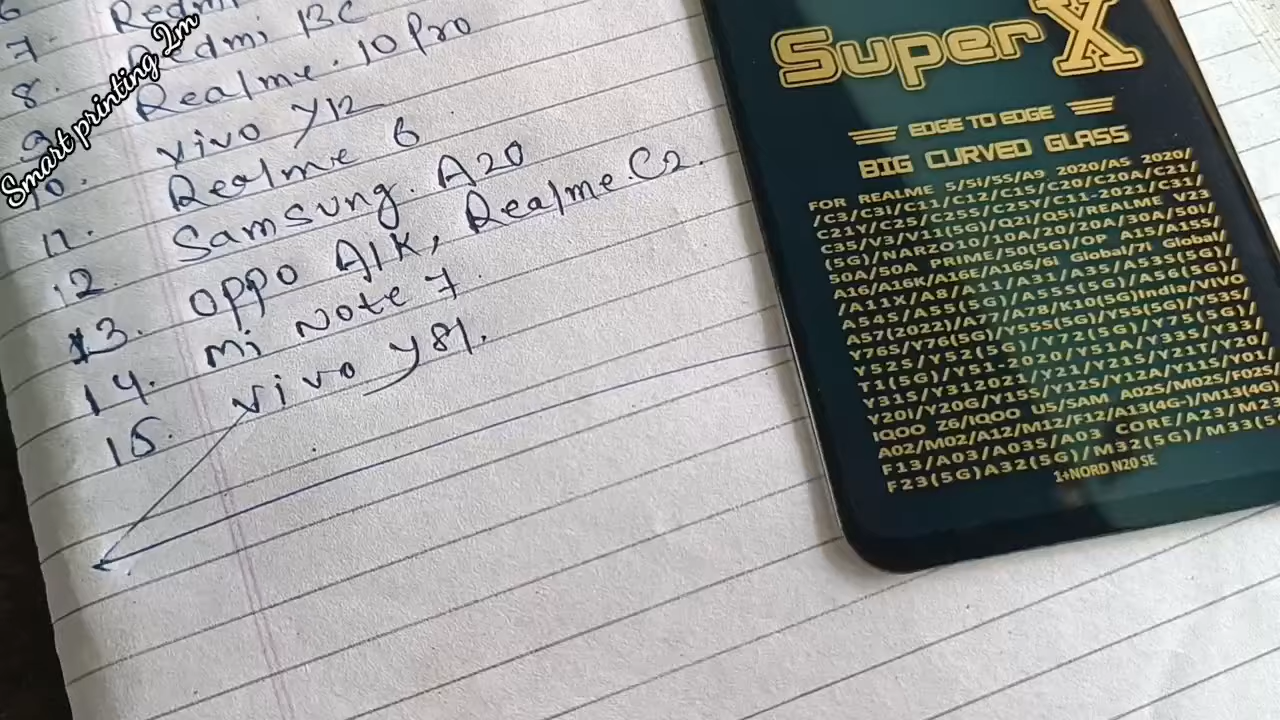 6 Redmi
7. Redmi 13C
8. Realme. 10 Pro
9. vivo y12
10. Realme 6
11. Samsung. A20
12. oppo A1K, Realme C2.
13. mi Note 7
14. vivo y81.
15.
Smart printing 2m
Super X
EDGE TO EDGE
BIG CURVED GLASS
FOR REALME 5/5I/5S/A9 2020/A5 2020/
/C3/C3I/C11/C12/C15/C20/C20A/C21/
C21Y/C25/C25S/C25Y/C11-2021/C31/
C35/V3/V11(5G)/Q2I/Q5i/REALME V23
(5G)/NARZO10/10A/20/20A/30A/50i/
50A/50A PRIME/50(5G)/OP A15/A15S/
A16/A16K/A16E/A16S/6I Global/7I Global/
/A11X/A8/A11/A31/A35/A53S(5G)/
A54S/A55(5G)/A55S(5G)/A56(5G)/
A57(2022)/A77/A78/K10(5G)India/VIVO
Y76S/Y76(5G)/Y55S(5G)/Y55(5G)/Y53S/
Y52S/Y52(5G)/Y72(5G)/Y75(5G)/
T1(5G)/Y51-2020/Y51A/Y33S/Y33/
Y31S/Y312021/Y21/Y21S/Y21T/Y20/
Y20I/Y20G/Y15S/Y12S/Y12A/Y11S/Y01/
IQOO Z6/IQOO U5/SAM A02S/M02S/F02S/
A02/M02/A12/M12/F12/A13(4G-)/M13(4G)
F13/A03/A03S/A03 CORE/A23/M23
F23(5G)A32(5G)/M32(5G)/M33(5
1+NORD N20 SE